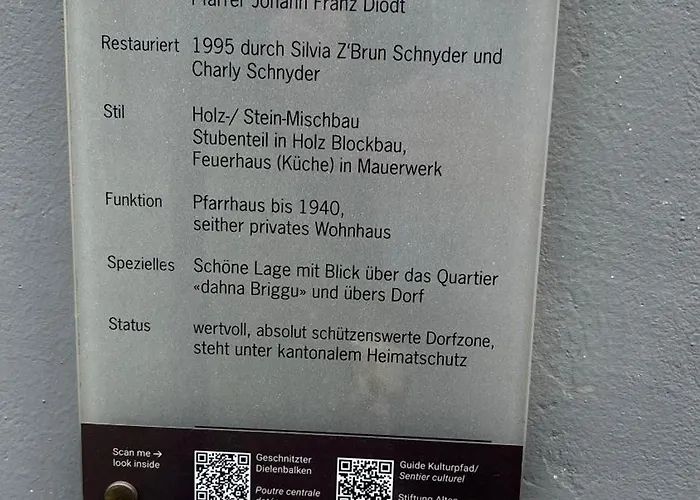 Pfarrer Johann Franz Diodt
Restauriert 1995 durch Silvia Z'Brun Schnyder und
Charly Schnyder
Stil Holz-/ Stein-Mischbau
Stubenteil in Holz Blockbau,
Feuerhaus (Küche) in Mauerwerk
Funktion Pfarrhaus bis 1940,
seither privates Wohnhaus
Spezielles Schöne Lage mit Blick über das Quartier
«dahna Briggu» und übers Dorf
Status wertvoll, absolut schützenswerte Dorfzone,
steht unter kantonalem Heimatschutz
Scan me →
look inside
Geschnitzter
Dielenbalken
Poutre centrale
Guide Kulturpfad/
Sentier culturel
Stiftung Altes